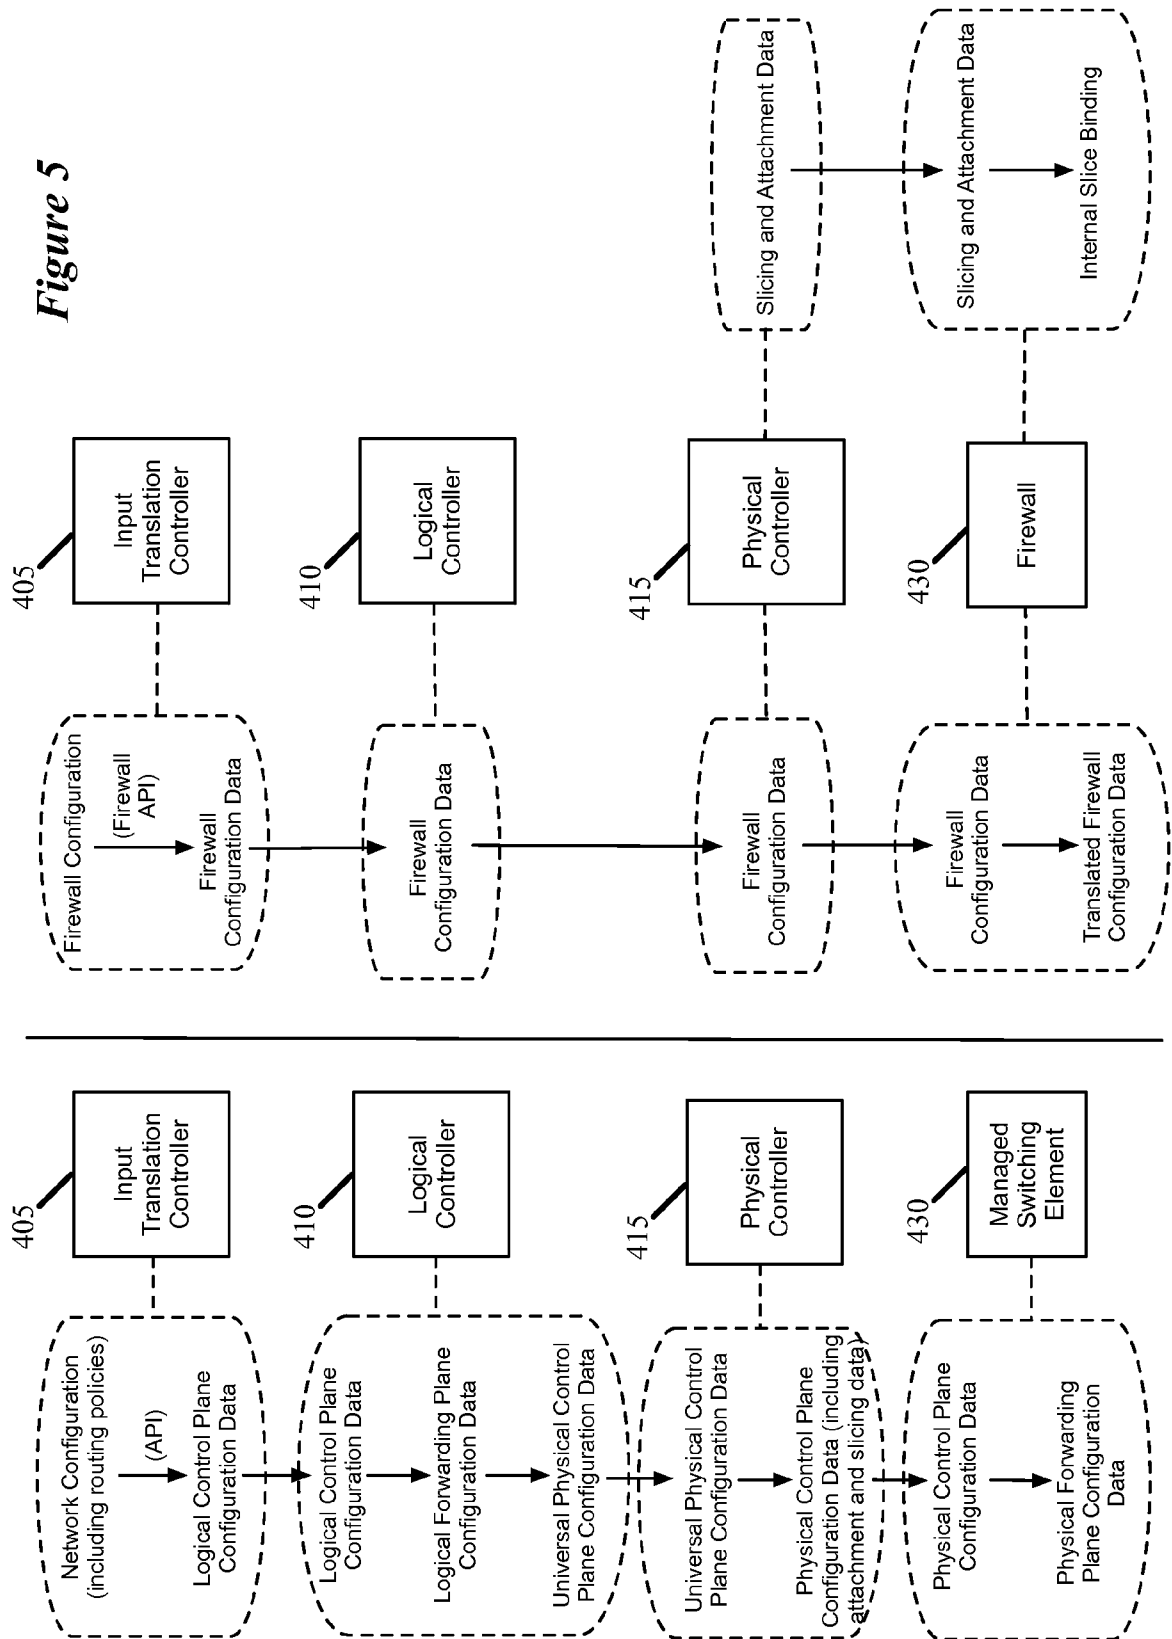 Figure 5
Network Configuration
(including routing policies)
(API)
Logical Control Plane
Configuration Data
405
Input
Translation
Controller
Logical Control Plane
Configuration Data
Logical Forwarding Plane
Configuration Data
Universal Physical Control
Plane Configuration Data
410
Logical
Controller
Universal Physical Control
Plane Configuration Data
Physical Control Plane
Configuration Data (including
attachment and slicing data)
415
Physical
Controller
Physical Control Plane
Configuration Data
Physical Forwarding
Plane Configuration
Data
430
Managed
Switching
Element
Firewall Configuration
(Firewall
API)
Firewall
Configuration Data
405
Input
Translation
Controller
Firewall
Configuration Data
410
Logical
Controller
Firewall
Configuration Data
415
Physical
Controller
Slicing and Attachment Data
Firewall
Configuration Data
Translated Firewall
Configuration Data
430
Firewall
Slicing and Attachment Data
Internal Slice Binding